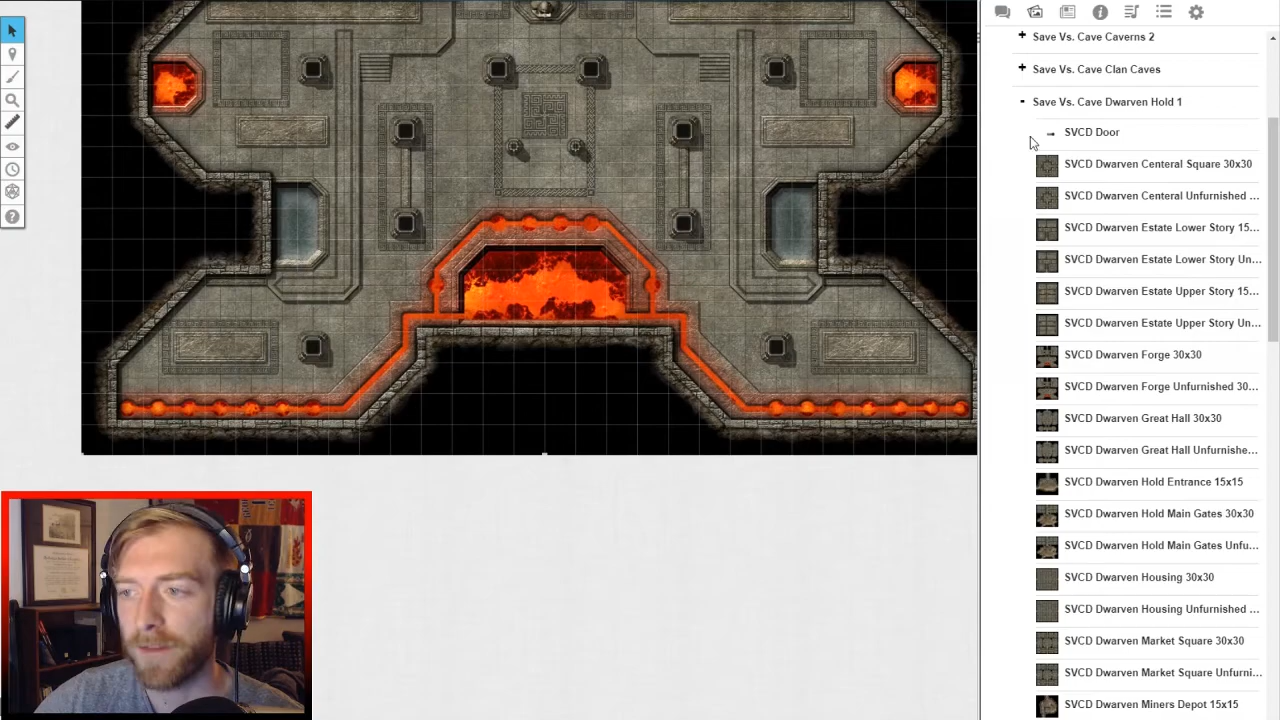 Save Vs. Cave Caverns 2
Save Vs. Cave Clan Caves
Save Vs. Cave Dwarven Hold 1
SVCD Door
SVCD Dwarven Centeral Square 30x30
SVCD Dwarven Centeral Unfurnished ...
SVCD Dwarven Estate Lower Story 15...
SVCD Dwarven Estate Lower Story Un...
SVCD Dwarven Estate Upper Story 15...
SVCD Dwarven Estate Upper Story Un...
SVCD Dwarven Forge 30x30
SVCD Dwarven Forge Unfurnished 30...
SVCD Dwarven Great Hall 30x30
SVCD Dwarven Great Hall Unfurnishe...
SVCD Dwarven Hold Entrance 15x15
SVCD Dwarven Hold Main Gates 30x30
SVCD Dwarven Hold Main Gates Unfu...
SVCD Dwarven Housing 30x30
SVCD Dwarven Housing Unfurnished ...
SVCD Dwarven Market Square 30x30
SVCD Dwarven Market Square Unfurni...
SVCD Dwarven Miners Depot 15x15